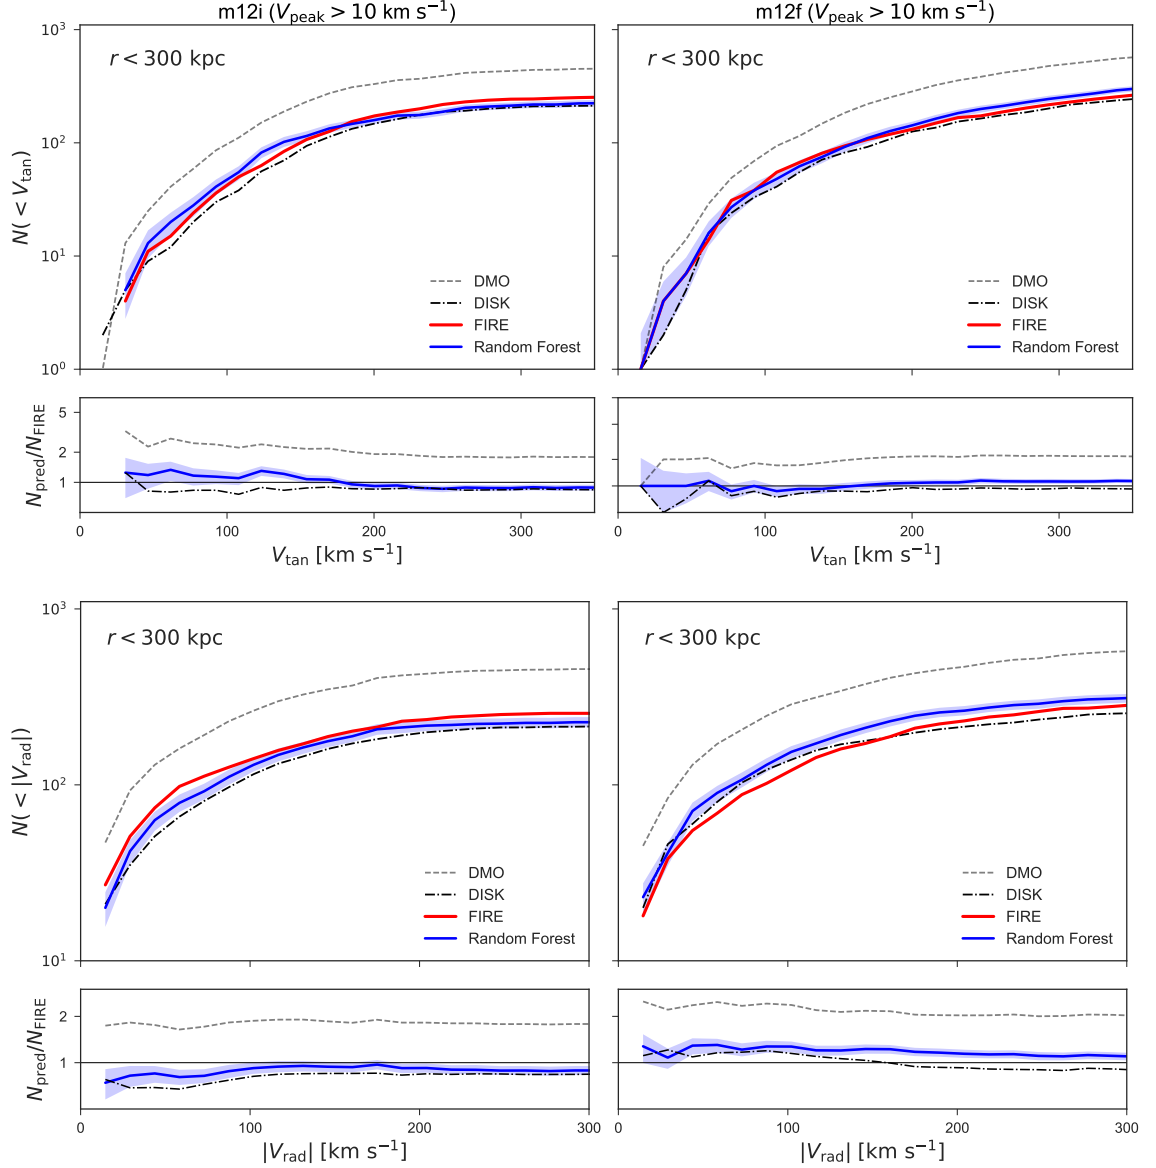 m12i (V_peak > 10 km s⁻¹)
m12f (V_peak > 10 km s⁻¹)
10³
10²
10¹
10⁰
N( < V_tan)
r < 300 kpc
DMO
DISK
FIRE
Random Forest
r < 300 kpc
DMO
DISK
FIRE
Random Forest
5
2
1
N_pred/N_FIRE
0
100
200
300
V_tan [km s⁻¹]
0
100
200
300
V_tan [km s⁻¹]
10³
10²
10¹
N( < |V_rad|)
r < 300 kpc
DMO
DISK
FIRE
Random Forest
r < 300 kpc
DMO
DISK
FIRE
Random Forest
2
1
N_pred/N_FIRE
0
100
200
300
|V_rad| [km s⁻¹]
0
100
200
300
|V_rad| [km s⁻¹]